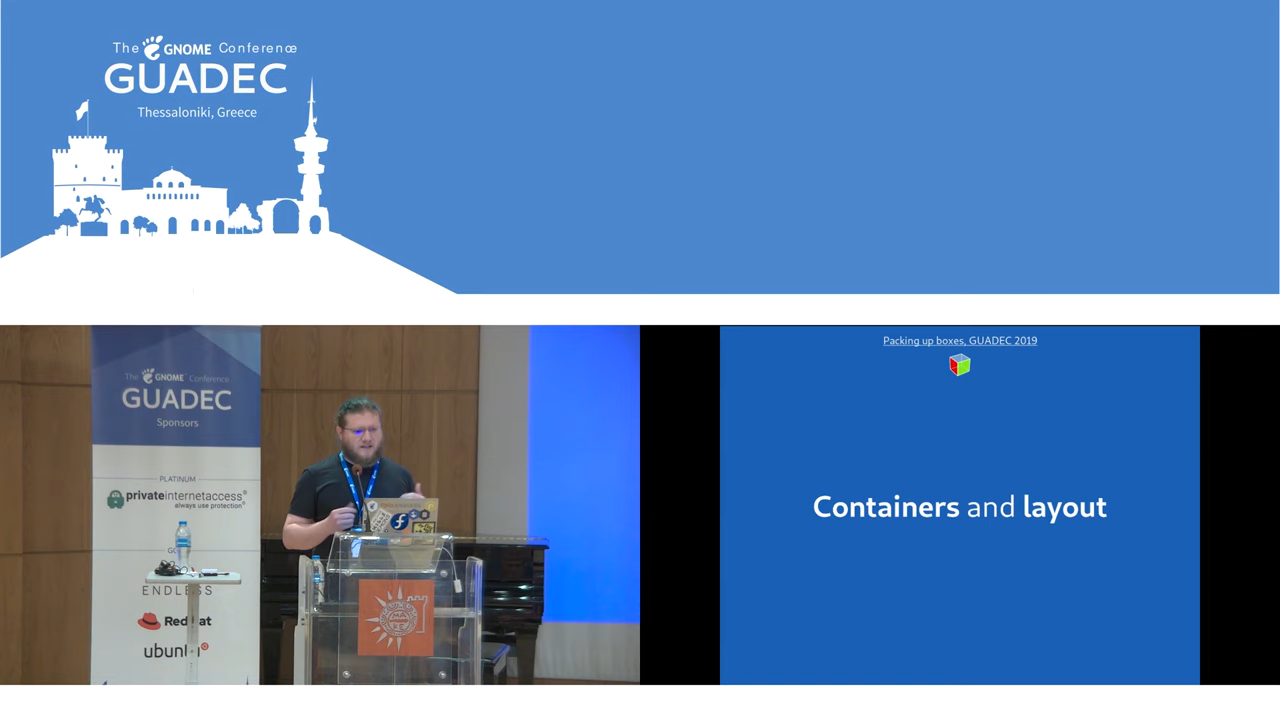 The GNOME Conference
GUADEC
Thessaloniki, Greece
The GNOME Conference
GUADEC
Sponsors
PLATINUM
privateinternetaccess®
always use protection®
ENDLESS
Red
at
ubuntu
Packing up boxes, GUADEC 2019
Containers and layout